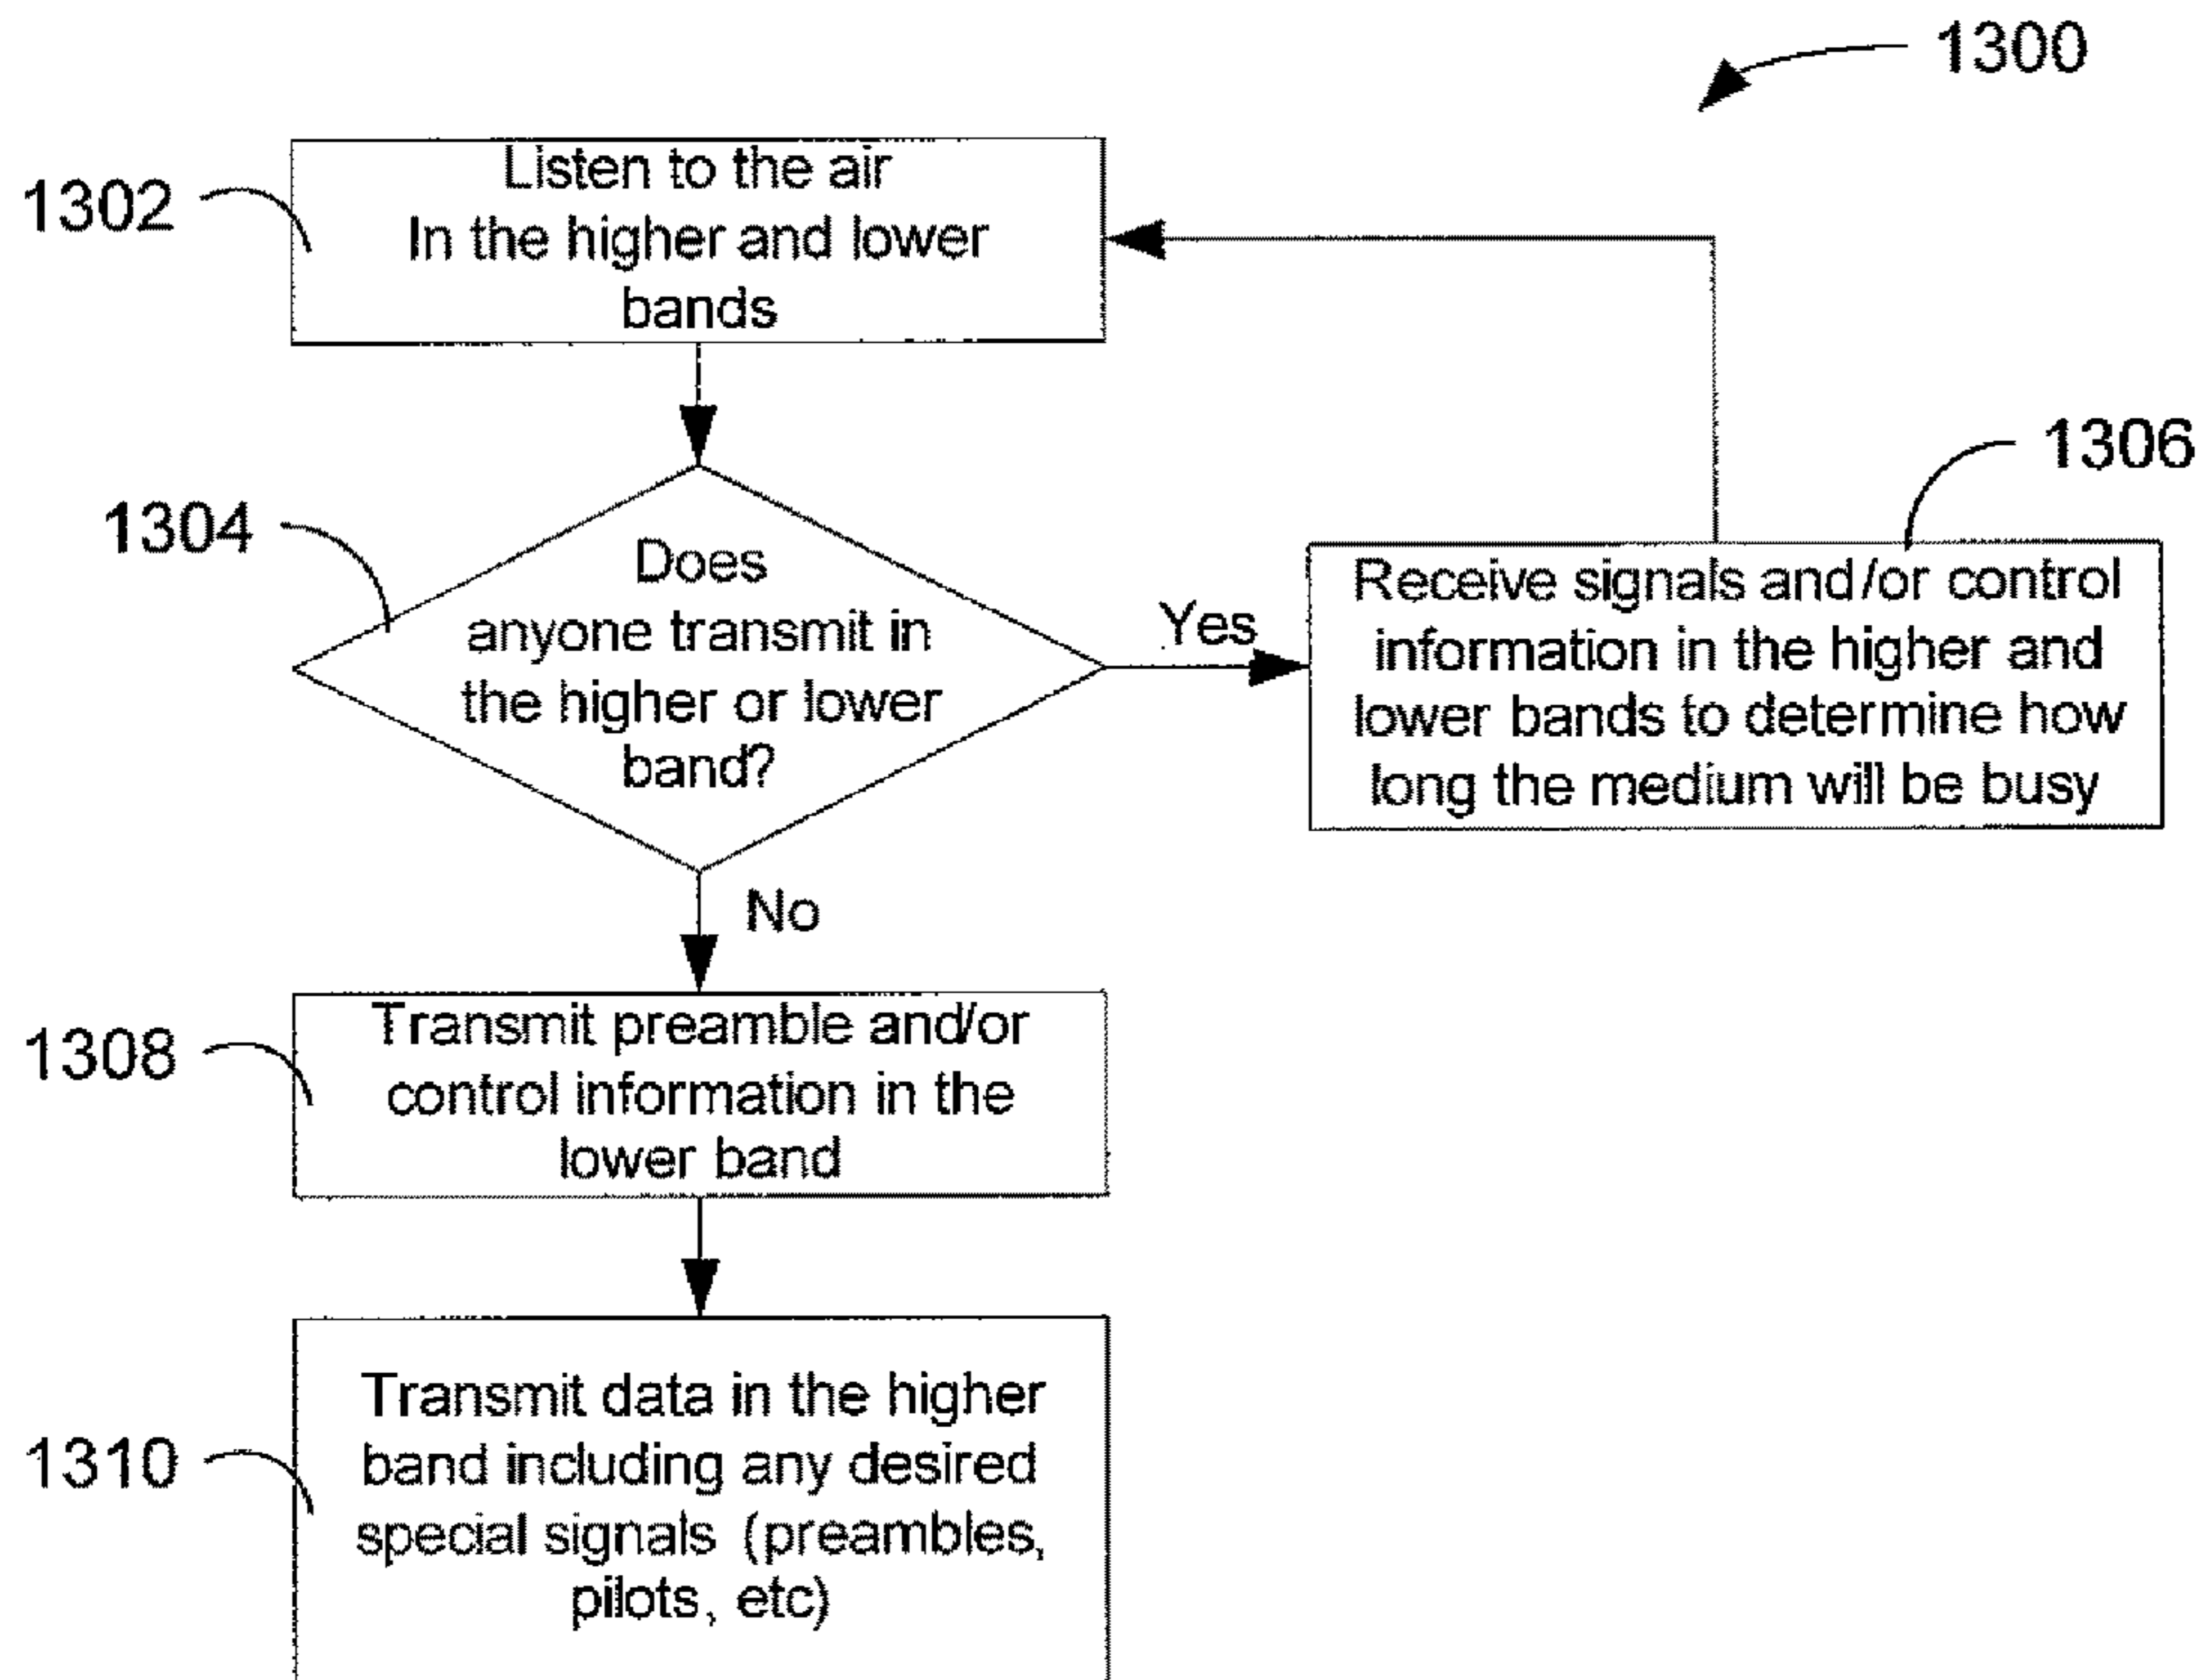 1300
1302
Listen to the air
In the higher and lower
bands
1304
Does
anyone transmit in
the higher or lower
band?
Yes
1306
Receive signals and/or control
information in the higher and
lower bands to determine how
long the medium will be busy
No
1308
Transmit preamble and/or
control information in the
lower band
1310
Transmit data in the higher
band including any desired
special signals (preambles,
pilots, etc)